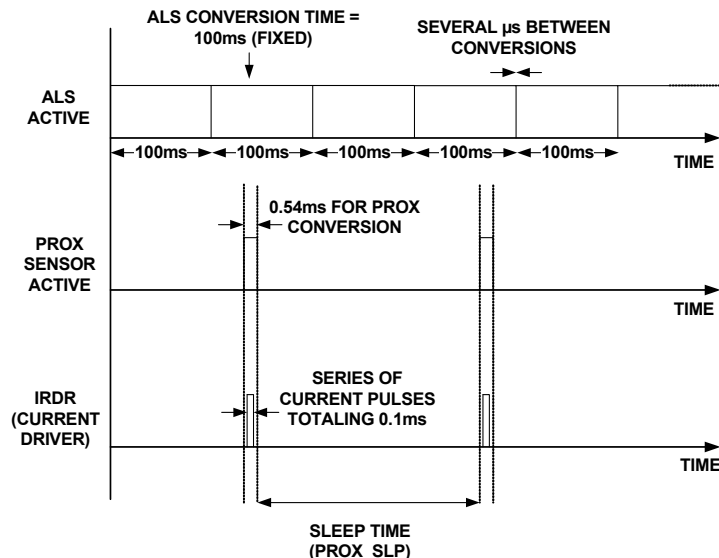 ALS CONVERSION TIME =
100ms (FIXED)
SEVERAL µs BETWEEN
CONVERSIONS
ALS
ACTIVE
100ms 100ms 100ms 100ms 100ms
TIME
0.54ms FOR PROX
CONVERSION
PROX
SENSOR
ACTIVE
TIME
SERIES OF
CURRENT PULSES
TOTALING 0.1ms
IRDR
(CURRENT
DRIVER)
TIME
SLEEP TIME
(PROX_SLP)